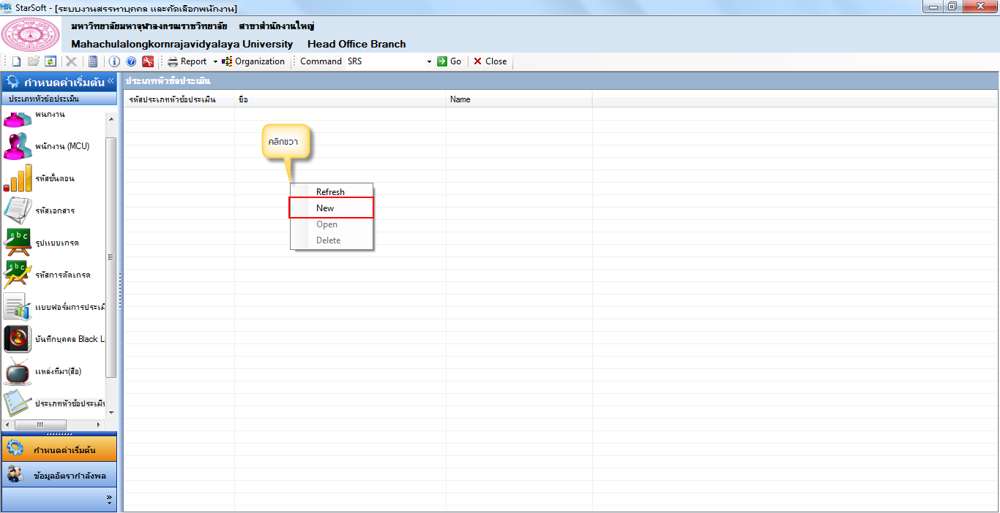 StarSoft - [ระบบงานสรรหาบุคคล และคัดเลือกพนักงาน]
มหาวิทยาลัยมหาจุฬาลงกรณราชวิทยาลัย สาขาสำนักงานใหญ่
Mahachulalongkornrajavidyalaya University Head Office Branch
Report Organization Command SRS Go Close
กำหนดค่าเริ่มต้น «
ประเภทหัวข้อประเมิน
ประเภทหัวข้อประเมิน
รหัสประเภทหัวข้อประเมิน ชื่อ Name
พนักงาน
พนักงาน (MCU)
รหัสขั้นตอน
รหัสเอกสาร
รูปแบบเกรด
รหัสการตัดเกรด
แบบฟอร์มการประเมิ
บันทึกบุคคล Black Li
แหล่งที่มา(สื่อ)
ประเภทหัวข้อประเมิน
กำหนดค่าเริ่มต้น
ข้อมูลอัตรากำลังพล
คลิกขวา
Refresh
New
Open
Delete